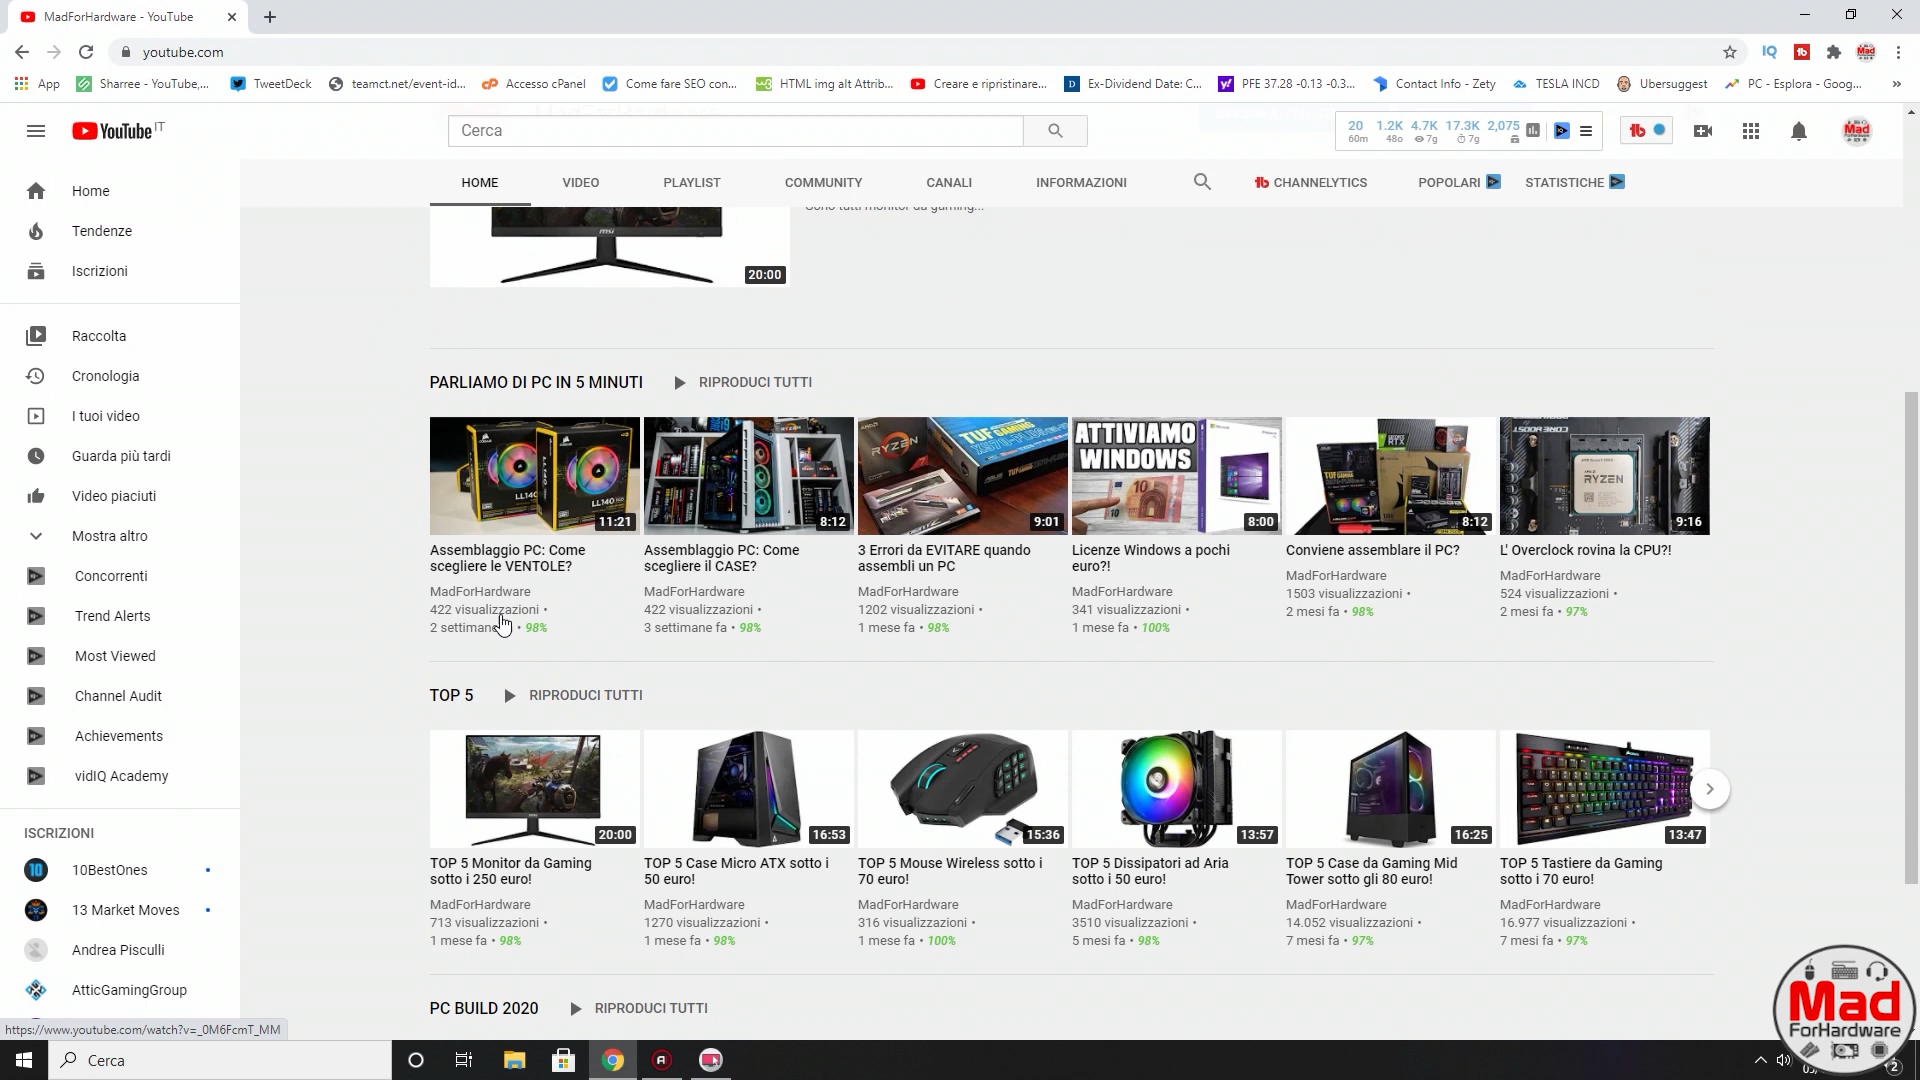 MadForHardware - YouTube
youtube.com
App
Sharree - YouTube,...
TweetDeck
teamct.net/event-id...
Accesso cPanel
Come fare SEO con...
HTML img alt Attrib...
Creare e ripristinare...
Ex-Dividend Date: C...
PFE 37.28 -0.13 -0.3...
Contact Info - Zety
TESLA INCD
Ubersuggest
PC - Esplora - Goog...
YouTube IT
Cerca
20 1.2K 4.7K 17.3K 2,075
60m 48o 7g 7g
HOME
VIDEO
PLAYLIST
COMMUNITY
CANALI
INFORMAZIONI
CHANNELYTICS
POPOLARI
STATISTICHE
Home
Tendenze
Iscrizioni
Raccolta
Cronologia
I tuoi video
Guarda più tardi
Video piaciuti
Mostra altro
Concorrenti
Trend Alerts
Most Viewed
Channel Audit
Achievements
vidIQ Academy
ISCRIZIONI
10BestOnes
13 Market Moves
Andrea Pisculli
AtticGamingGroup
Sono tutti monitor da gaming...
msi
20:00
PARLIAMO DI PC IN 5 MINUTI
RIPRODUCI TUTTI
11:21
Assemblaggio PC: Come
scegliere le VENTOLE?
MadForHardware
422 visualizzazioni •
2 settimane • 98%
8:12
Assemblaggio PC: Come
scegliere il CASE?
MadForHardware
422 visualizzazioni •
3 settimane fa • 98%
RYZEN
TUF GAMING
9:01
3 Errori da EVITARE quando
assembli un PC
MadForHardware
1202 visualizzazioni •
1 mese fa • 98%
ATTIVIAMO
WINDOWS
8:00
Licenze Windows a pochi
euro?!
MadForHardware
341 visualizzazioni •
1 mese fa • 100%
8:12
Conviene assemblare il PC?
MadForHardware
1503 visualizzazioni •
2 mesi fa • 98%
RYZEN
9:16
L' Overclock rovina la CPU?!
MadForHardware
524 visualizzazioni •
2 mesi fa • 97%
TOP 5
RIPRODUCI TUTTI
20:00
TOP 5 Monitor da Gaming
sotto i 250 euro!
MadForHardware
713 visualizzazioni •
1 mese fa • 98%
16:53
TOP 5 Case Micro ATX sotto i
50 euro!
MadForHardware
1270 visualizzazioni •
1 mese fa • 98%
15:36
TOP 5 Mouse Wireless sotto i
70 euro!
MadForHardware
316 visualizzazioni •
1 mese fa • 100%
13:57
TOP 5 Dissipatori ad Aria
sotto i 50 euro!
MadForHardware
3510 visualizzazioni •
5 mesi fa • 98%
16:25
TOP 5 Case da Gaming Mid
Tower sotto gli 80 euro!
MadForHardware
14.052 visualizzazioni •
7 mesi fa • 97%
13:47
TOP 5 Tastiere da Gaming
sotto i 70 euro!
MadForHardware
16.977 visualizzazioni •
7 mesi fa • 97%
PC BUILD 2020
RIPRODUCI TUTTI
Mad
ForHardware
https://www.youtube.com/watch?v=_0M6FcmT_MM
Cerca
2